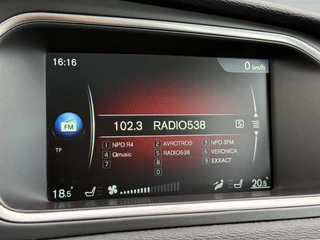 16:16
0 km/h
FM
TP
102.3 RADIO538 5
1 NPO R4 2 AVROTROS 3 NPO 3FM
4 Qmusic 5 RADIO538 6 VERONICA
7 8 9 EXXACT
0
18.5 20.5